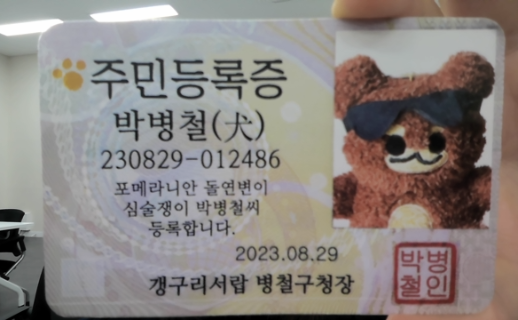 주민등록증
박병철(犬)
230829-012486
포메라니안 돌연변이
심술쟁이 박병철씨
등록합니다.
2023.08.29
갱구리서랍 병철구청장
박병
철인